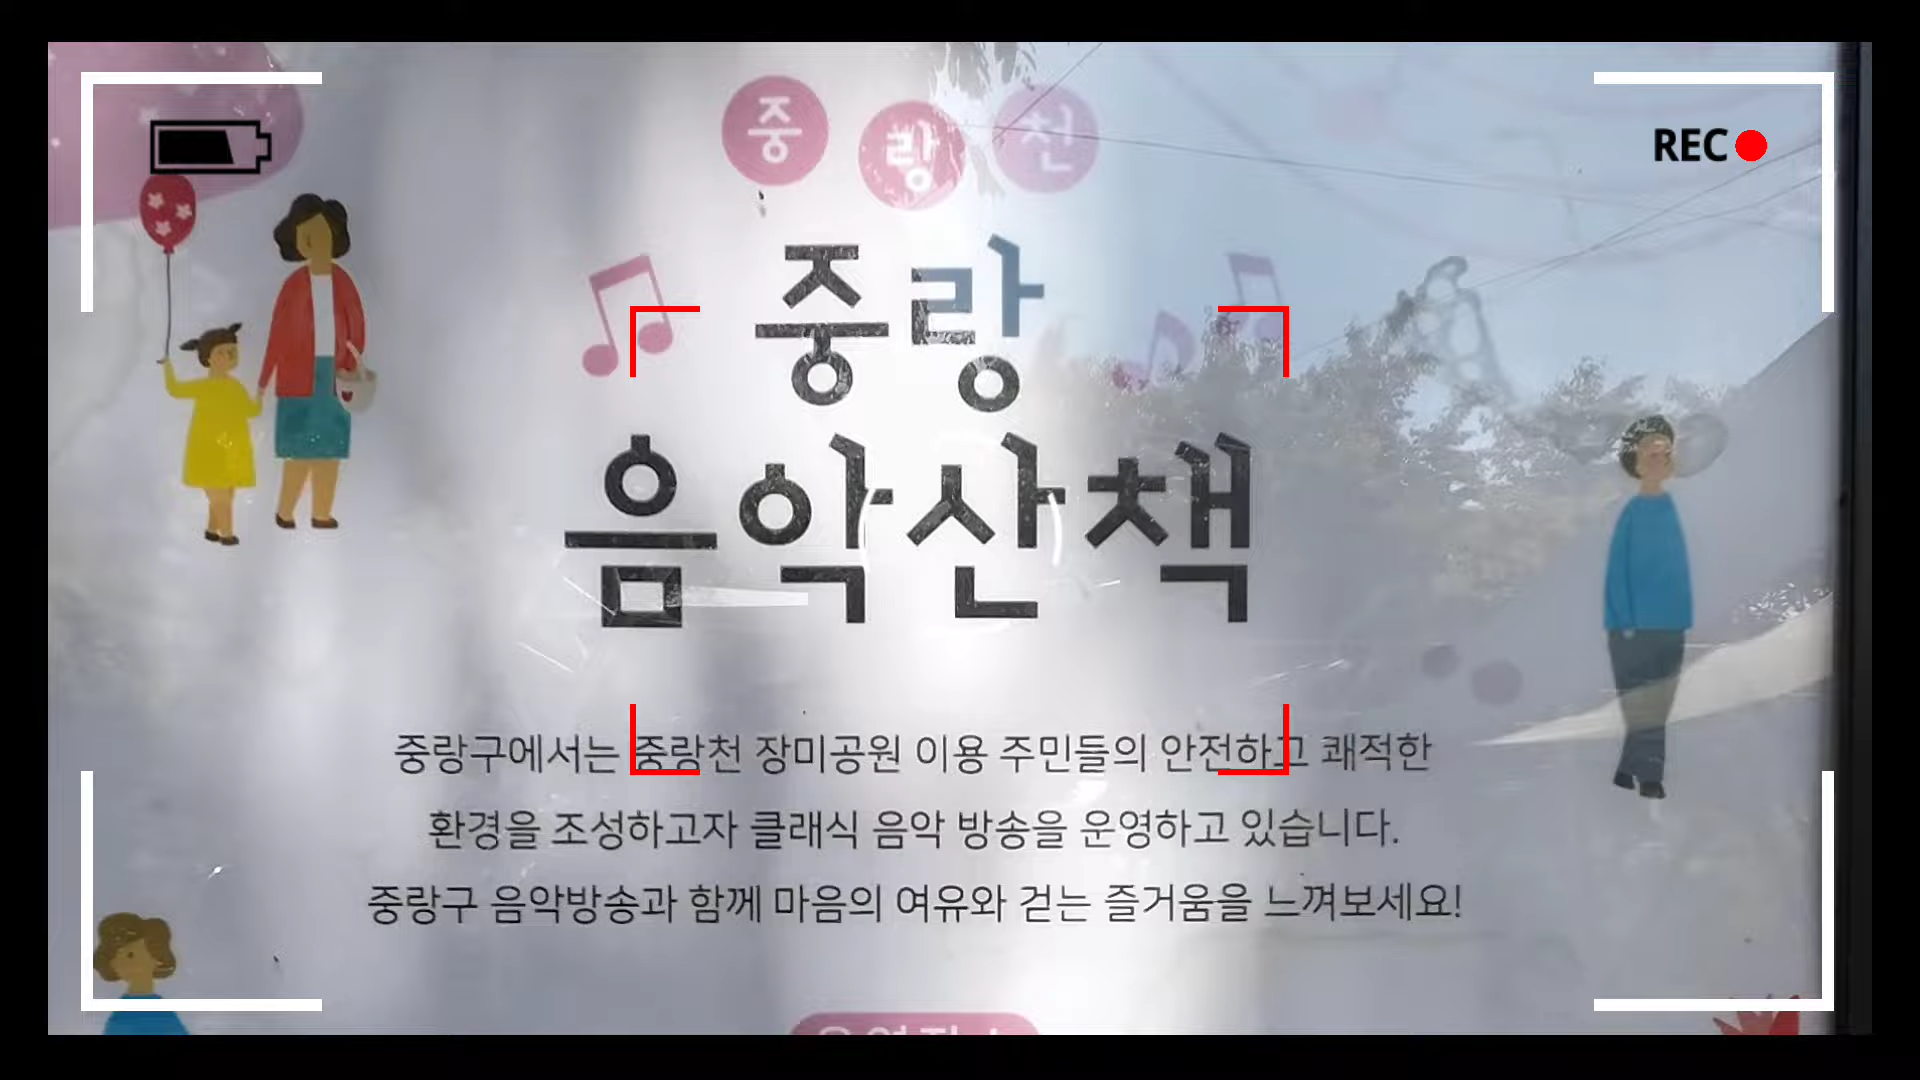 REC
중랑천
중랑
음악산책
중랑구에서는 중랑천 장미공원 이용 주민들의 안전하고 쾌적한
환경을 조성하고자 클래식 음악 방송을 운영하고 있습니다.
중랑구 음악방송과 함께 마음의 여유와 걷는 즐거움을 느껴보세요!